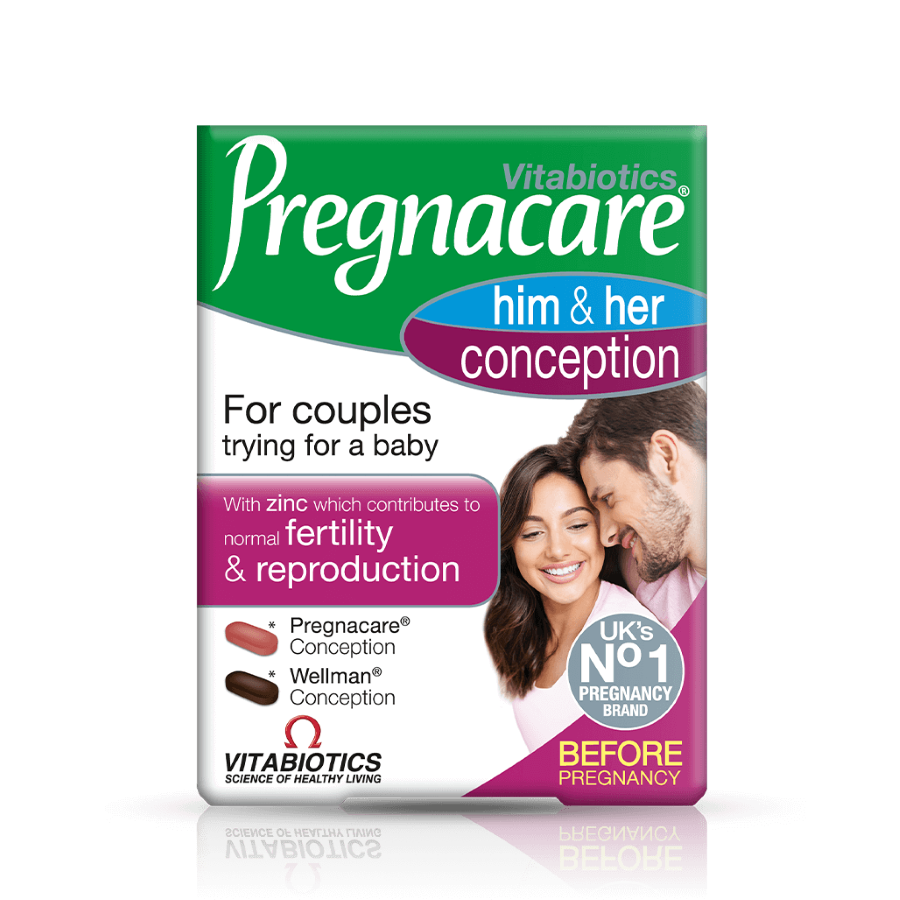 Vitabiotics
Pregnacare®
him & her
conception
For couples
trying for a baby
With zinc which contributes to
normal fertility
& reproduction
* Pregnacare®
Conception
* Wellman®
Conception
UK's
Nº1
PREGNANCY
BRAND
VITABIOTICS
SCIENCE OF HEALTHY LIVING
BEFORE
PREGNANCY